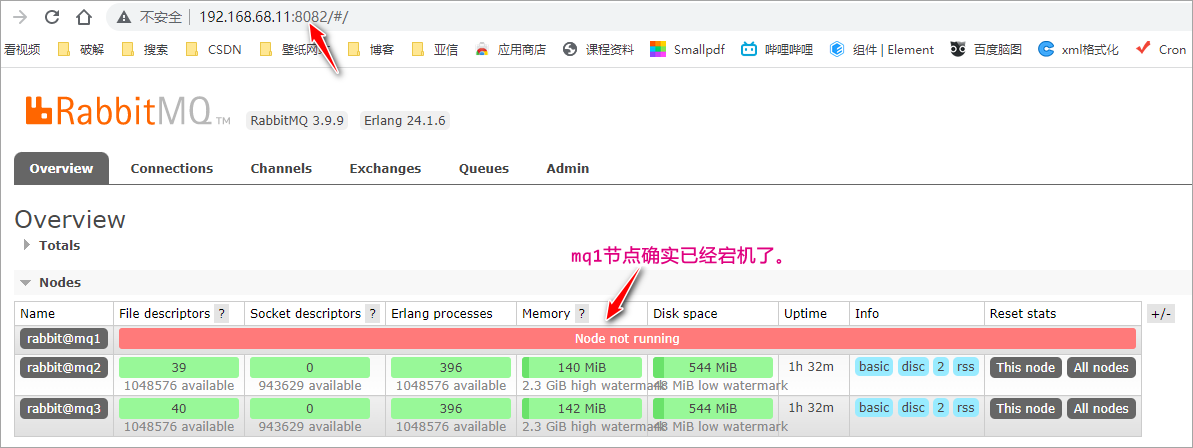 不安全 192.168.68.11:8082/#/
看视频 破解 搜索 CSDN 壁纸网 博客 亚信 应用商店 课程资料 Smallpdf 哔哩哔哩 组件 | Element 百度脑图 xml格式化 Cron
RabbitMQ TM RabbitMQ 3.9.9 Erlang 24.1.6
Overview Connections Channels Exchanges Queues Admin
Overview
Totals
mq1节点确实已经宕机了。
Nodes
Name File descriptors ? Socket descriptors ? Erlang processes Memory ? Disk space Uptime Info Reset stats +/-
rabbit@mq1 Node not running
rabbit@mq2 39 0 396 140 MiB 544 MiB 1h 32m basic disc 2 rss This node All nodes
1048576 available 943629 available 1048576 available 2.3 GiB high watermark 48 MiB low watermark
rabbit@mq3 40 0 396 142 MiB 544 MiB 1h 32m basic disc 2 rss This node All nodes
1048576 available 943629 available 1048576 available 2.3 GiB high watermark 48 MiB low watermark